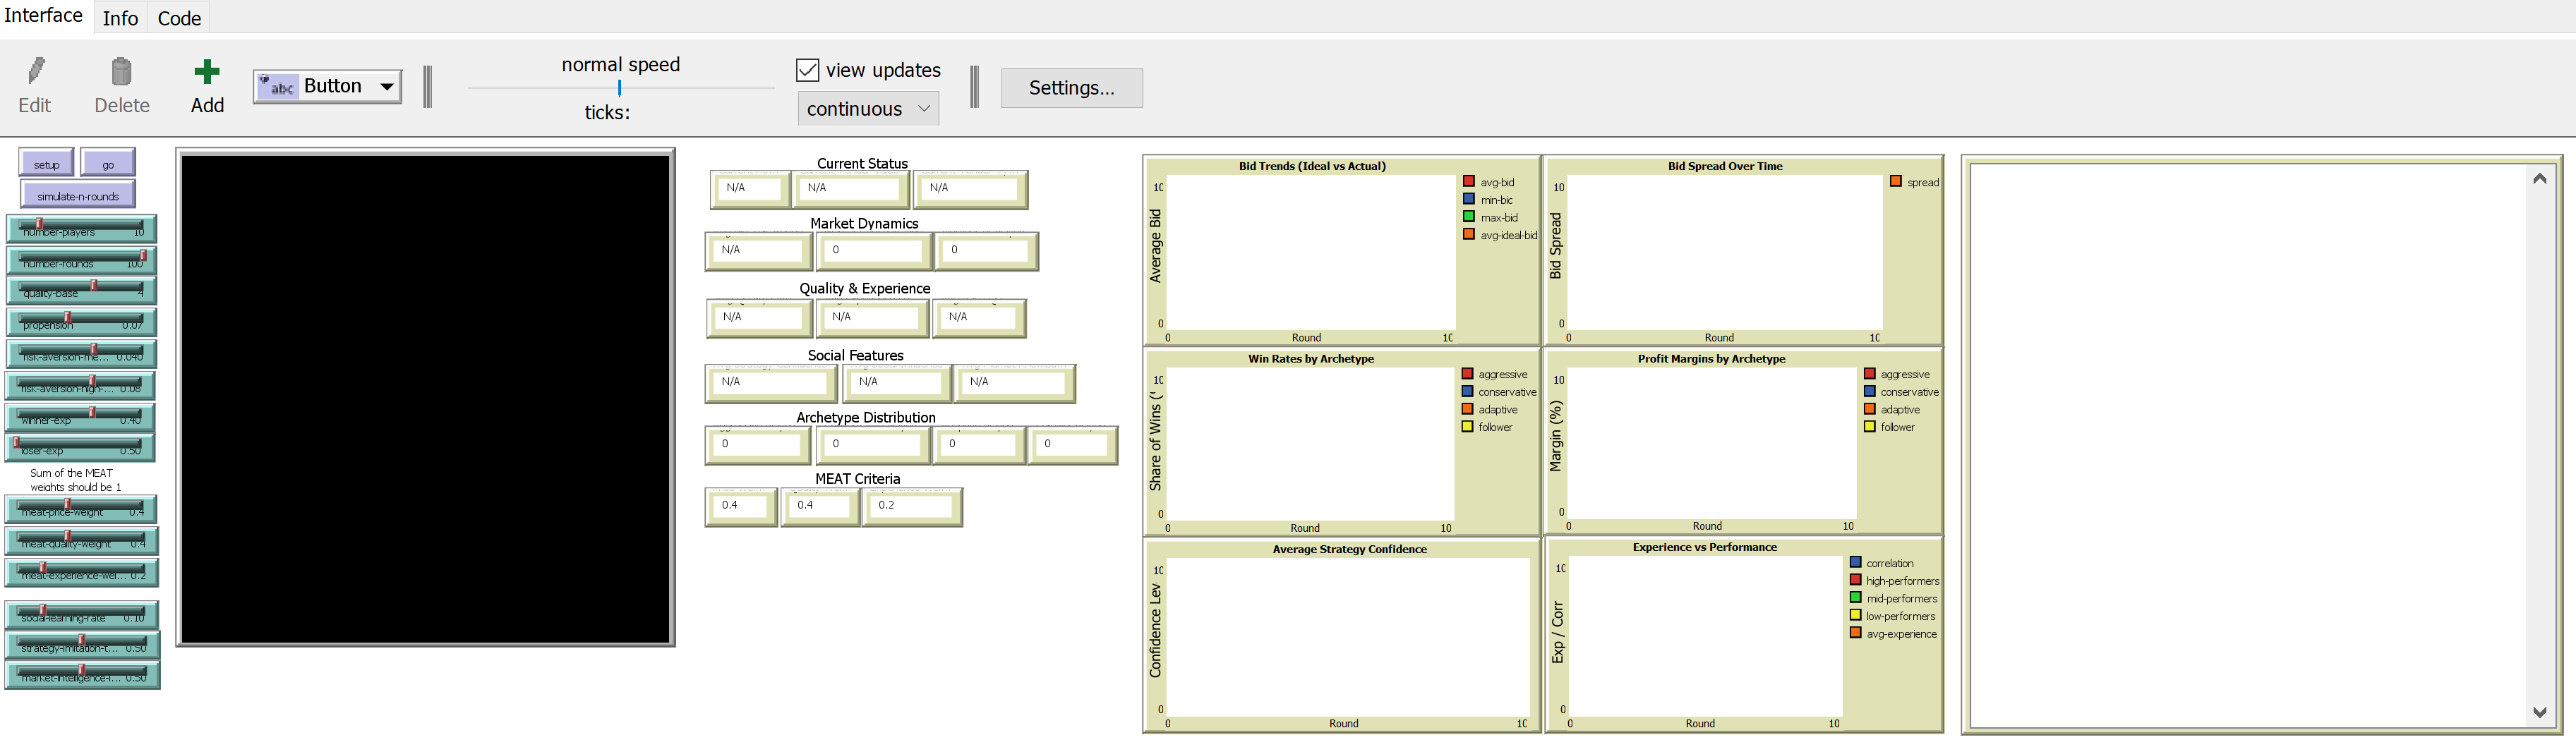 Interface Info Code
Edit Delete Add
abc Button
normal speed
ticks:
view updates
continuous
Settings...
setup go
simulate-n-rounds
number-players 10
number-rounds 100
quality-base 4
propension 0.07
risk-aversion-me... 0.040
risk-aversion-high-... 0.08
winner-exp 0.40
loser-exp 0.50
Sum of the MEAT
weights should be 1
meat-price-weight 0.4
meat-quality-weight 0.4
meat-experience-wei... 0.2
social-learning-rate 0.10
strategy-imitation-t... 0.50
market-intelligence-i... 0.50
Current Status
N/A N/A N/A
Market Dynamics
N/A 0 0
Quality & Experience
N/A N/A N/A
Social Features
N/A N/A N/A
Archetype Distribution
0 0 0 0
MEAT Criteria
0.4 0.4 0.2
Bid Trends (Ideal vs Actual)
Average Bid
10
0
0 Round 10
avg-bid
min-bic
max-bid
avg-ideal-bid
Bid Spread Over Time
Bid Spread
10
0
0 Round 10
spread
Win Rates by Archetype
Share of Wins (
10
0
0 Round 10
aggressive
conservative
adaptive
follower
Profit Margins by Archetype
Margin (%)
10
0
0 Round 10
aggressive
conservative
adaptive
follower
Average Strategy Confidence
Confidence Lev
10
0
0 Round 10
Experience vs Performance
Exp / Corr
10
0
0 Round 10
correlation
high-performers
mid-performers
low-performers
avg-experience